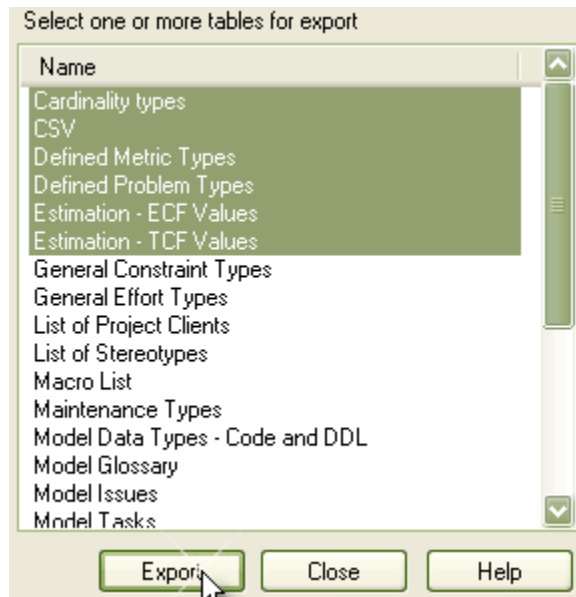 Select one or more tables for export
Name
Cardinality types
CSV
Defined Metric Types
Defined Problem Types
Estimation - ECF Values
Estimation - TCF Values
General Constraint Types
General Effort Types
List of Project Clients
List of Stereotypes
Macro List
Maintenance Types
Model Data Types - Code and DDL
Model Glossary
Model Issues
Model Tasks
Export Close Help